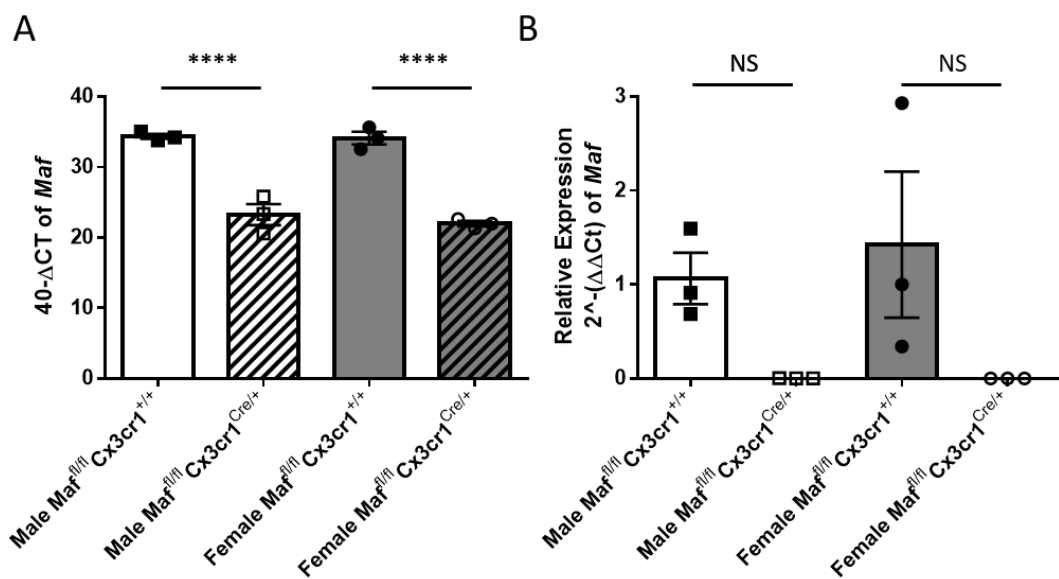 A
B
****
****
NS
NS
40-ΔCT of Maf
40
30
20
10
0
Male Maf^fl/fl Cx3cr1^+/+
Male Maf^fl/fl Cx3cr1^Cre/+
Female Maf^fl/fl Cx3cr1^+/+
Female Maf^fl/fl Cx3cr1^Cre/+
Relative Expression
2^-(ΔΔCt) of Maf
3
2
1
0
Male Maf^fl/fl Cx3cr1^+/+
Male Maf^fl/fl Cx3cr1^Cre/+
Female Maf^fl/fl Cx3cr1^+/+
Female Maf^fl/fl Cx3cr1^Cre/+